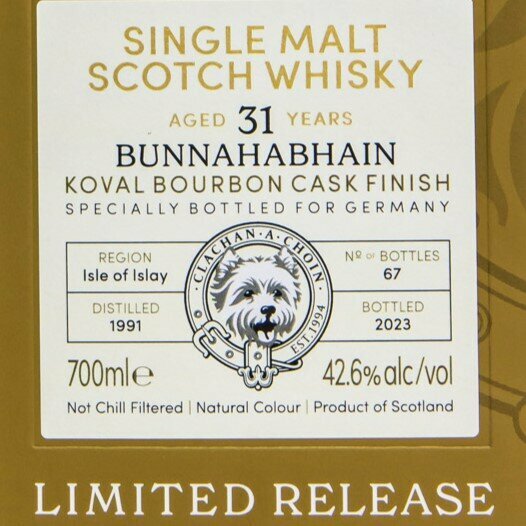 SINGLE MALT
SCOTCH WHISKY
AGED 31 YEARS
BUNNAHABHAIN
KOVAL BOURBON CASK FINISH
SPECIALLY BOTTLED FOR GERMANY
REGION
Isle of Islay
DISTILLED
1991
CLACHAN·A·CHOIN
EST.1994
Nº OF BOTTLES
67
BOTTLED
2023
700ml℮
42.6% alc/vol
Not Chill Filtered | Natural Colour | Product of Scotland
LIMITED RELEASE